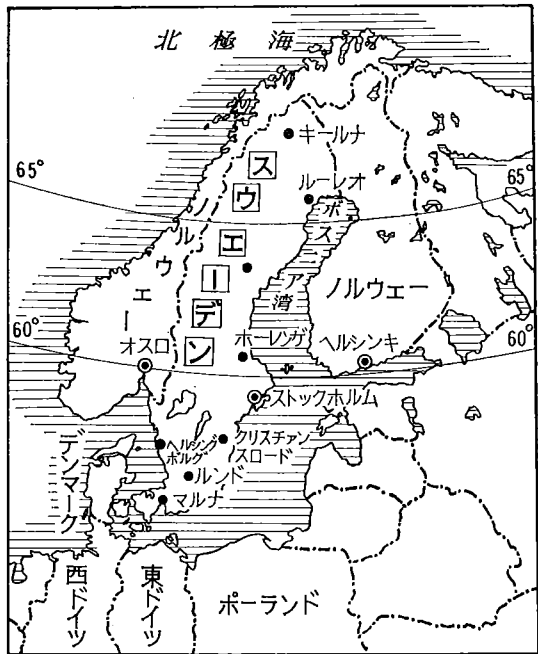 北極海
キールナ
スウェーデン
65°
65°
ルーレオ
ボスア湾
ノルウェー
ノルウェー
60°
60°
オスロ
ホーレンゲ
ヘルシンキ
ストックホルム
デンマーク
ヘルシングボルグ
クリスチャンスロード
ルンド
マルナ
西ドイツ
東ドイツ
ポーランド